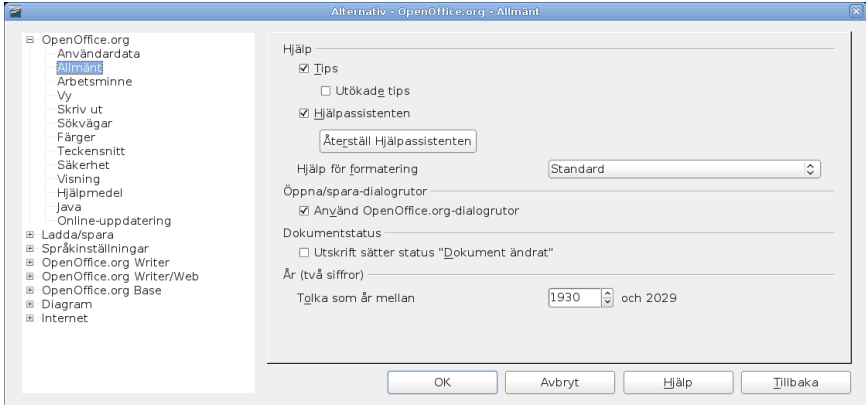 Alternativ - OpenOffice.org - Allmänt
OpenOffice.org
Användardata
Allmänt
Arbetsminne
Vy
Skriv ut
Sökvägar
Färger
Teckensnitt
Säkerhet
Visning
Hjälpmedel
Java
Online-uppdatering
Ladda/spara
Språkinställningar
OpenOffice.org Writer
OpenOffice.org Writer/Web
OpenOffice.org Base
Diagram
Internet
Hjälp
Tips
Utökade tips
Hjälpassistenten
Återställ Hjälpassistenten
Hjälp för formatering Standard
Öppna/spara-dialogrutor
Använd OpenOffice.org-dialogrutor
Dokumentstatus
Utskrift sätter status "Dokument ändrat"
År (två siffror)
Tolka som år mellan 1930 och 2029
OK Avbryt Hjälp Tillbaka